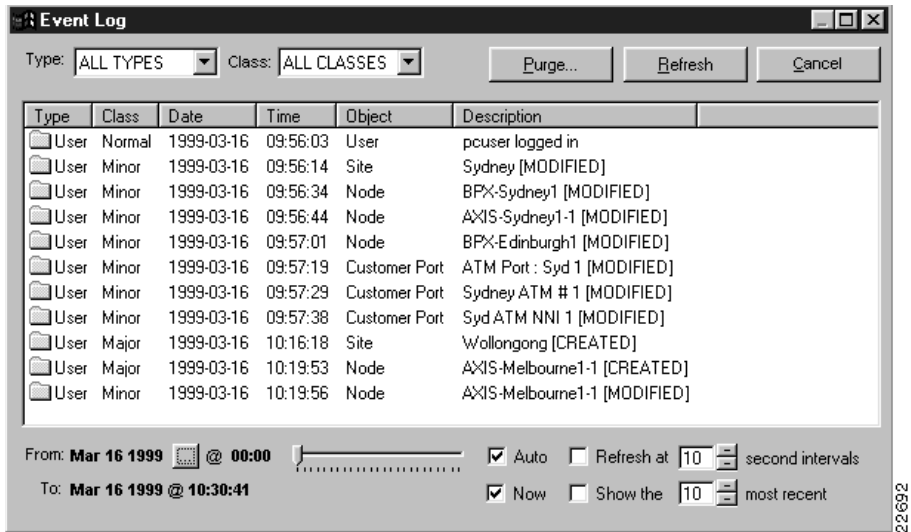 Event Log
Type: ALL TYPES Class: ALL CLASSES Purge... Refresh Cancel
Type Class Date Time Object Description
User Normal 1999-03-16 09:56:03 User pcuser logged in
User Minor 1999-03-16 09:56:14 Site Sydney [MODIFIED]
User Minor 1999-03-16 09:56:34 Node BPX-Sydney1 [MODIFIED]
User Minor 1999-03-16 09:56:44 Node AXIS-Sydney1-1 [MODIFIED]
User Minor 1999-03-16 09:57:01 Node BPX-Edinburgh1 [MODIFIED]
User Minor 1999-03-16 09:57:19 Customer Port ATM Port : Syd 1 [MODIFIED]
User Minor 1999-03-16 09:57:29 Customer Port Sydney ATM # 1 [MODIFIED]
User Minor 1999-03-16 09:57:38 Customer Port Syd ATM NNI 1 [MODIFIED]
User Major 1999-03-16 10:16:18 Site Wollongong [CREATED]
User Major 1999-03-16 10:19:53 Node AXIS-Melbourne1-1 [CREATED]
User Minor 1999-03-16 10:19:56 Node AXIS-Melbourne1-1 [MODIFIED]
From: Mar 16 1999 ... @ 00:00 Auto Refresh at 10 second intervals
To: Mar 16 1999 @ 10:30:41 Now Show the 10 most recent
22692